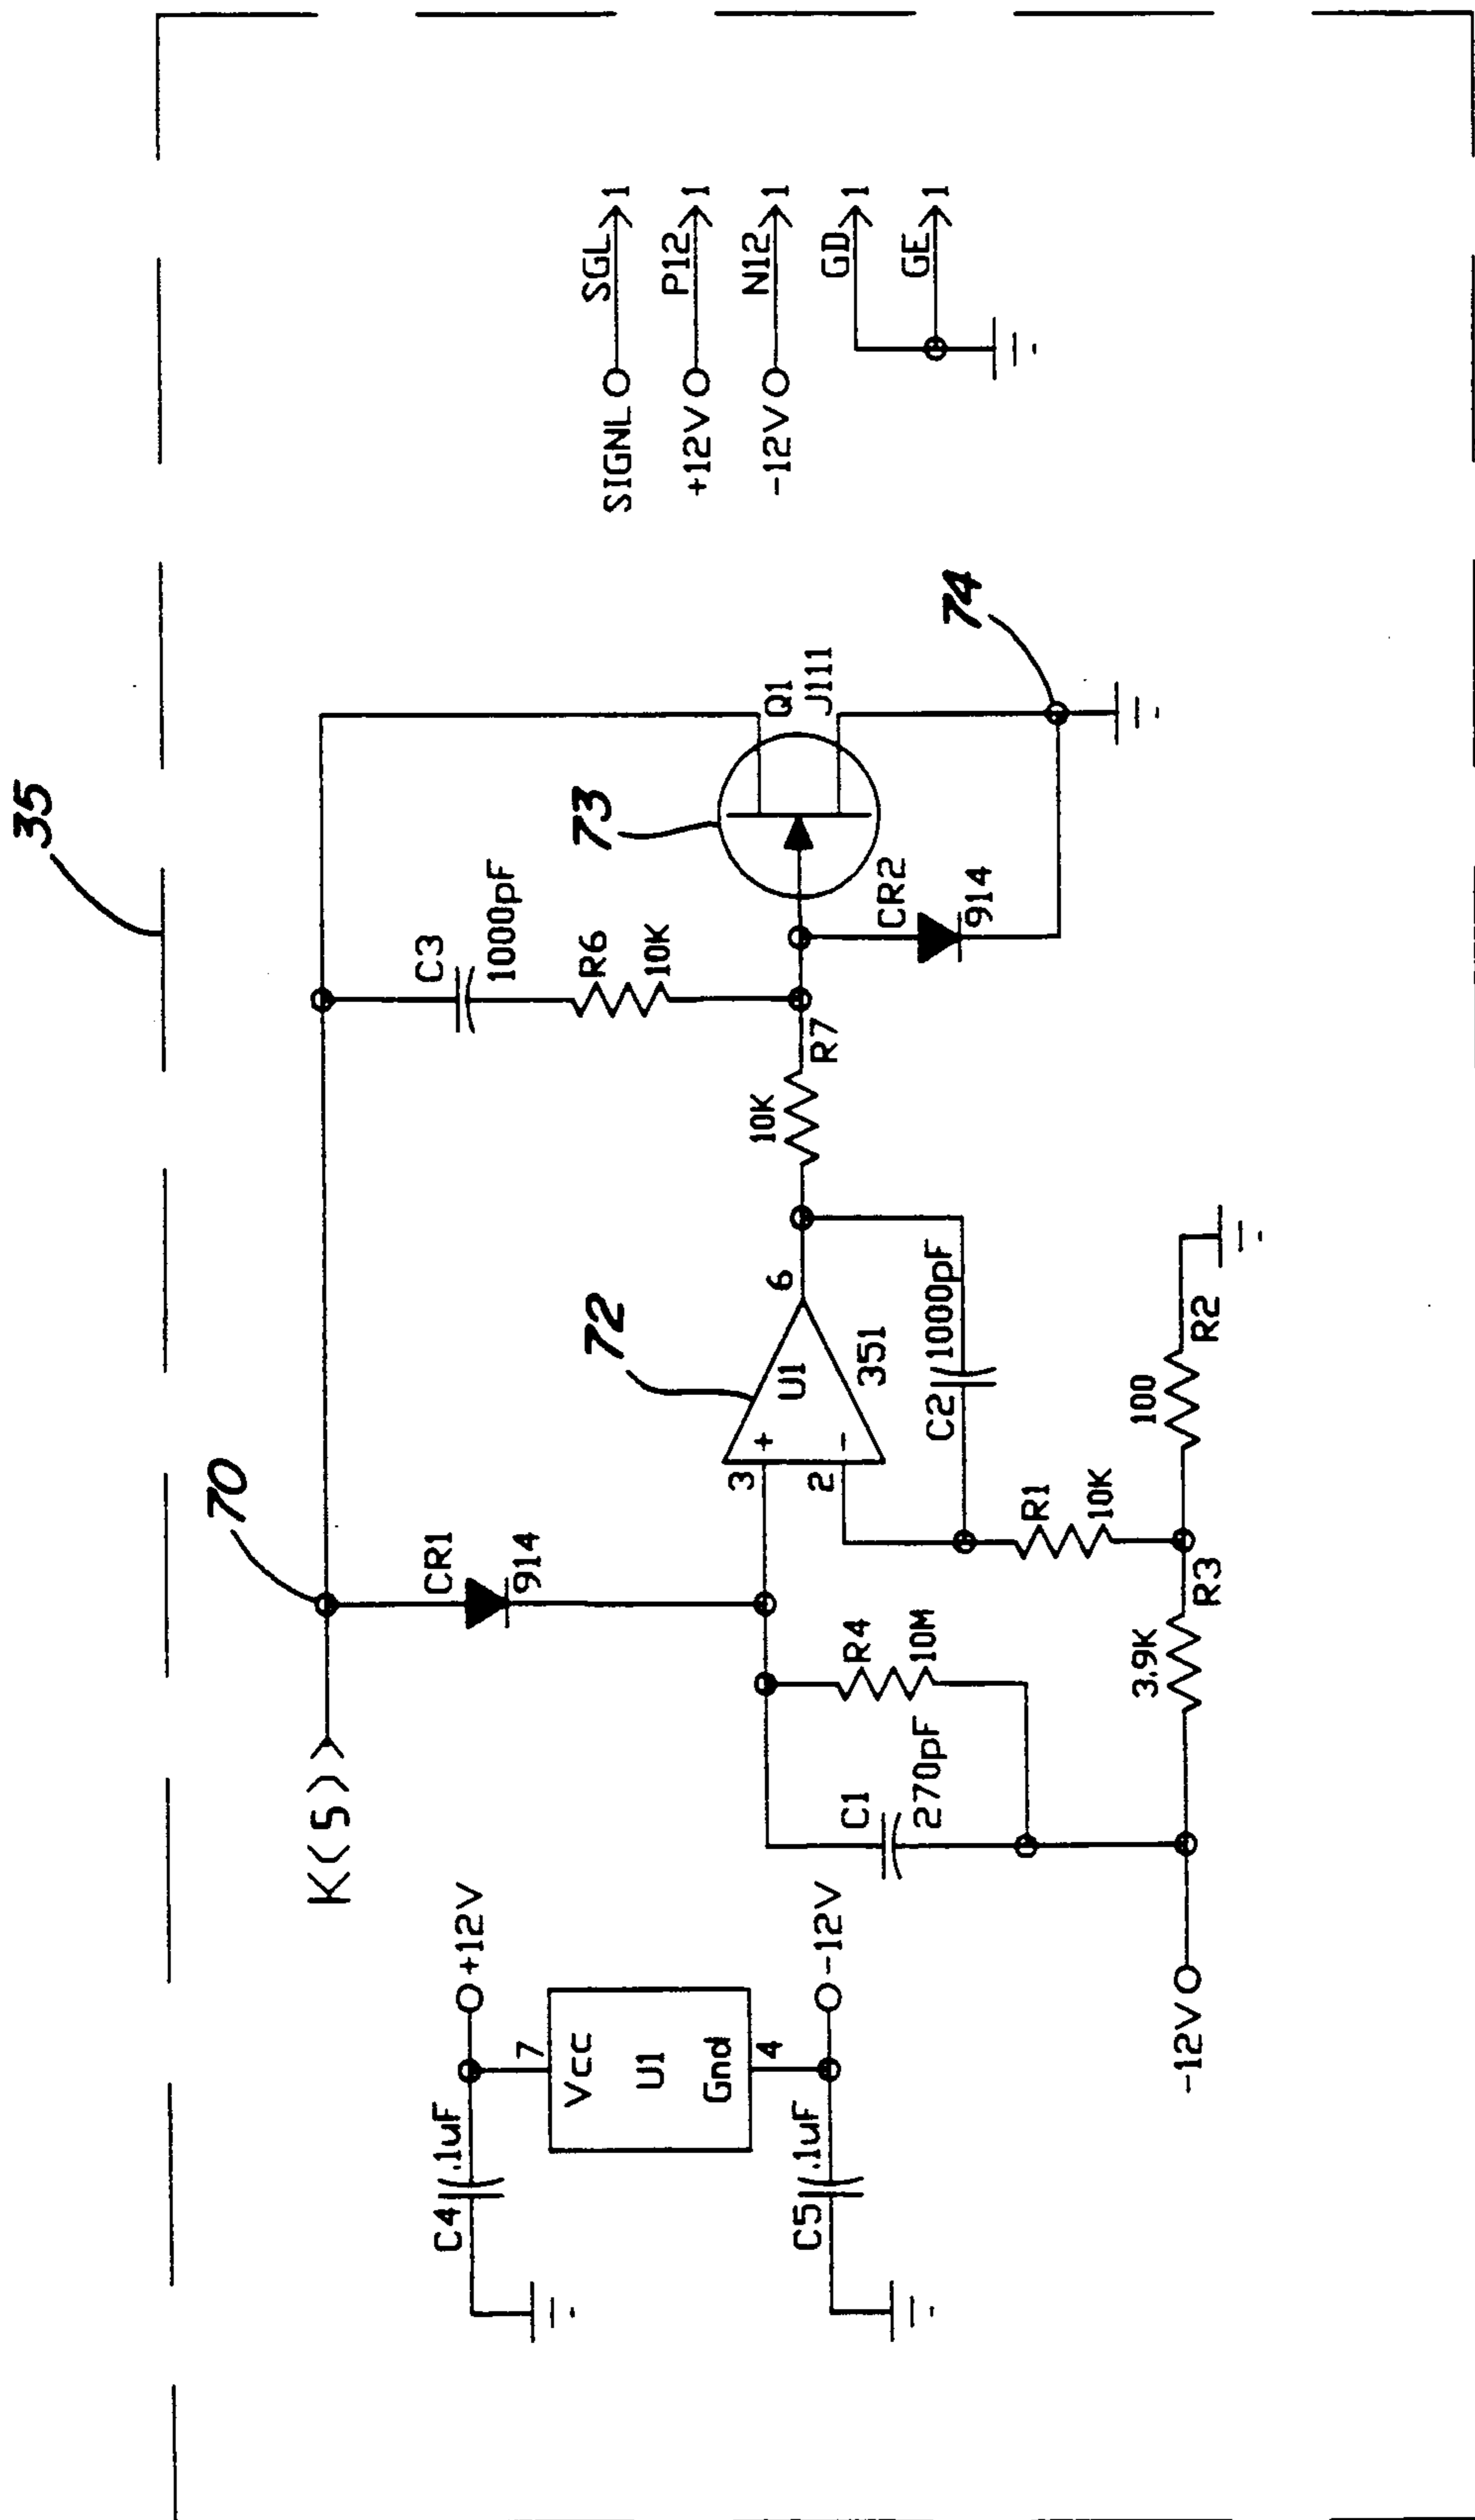 35
K(5)
70
CR1
914
C3
1000pF
R6
10K
73
Q1
J111
74
CR2
914
R7
10K
72
3
+
U1
6
2
-
351
C2
1000pF
R1
10K
R4
10M
C1
270pF
3.9K
R3
100
R2
-12V
C4
.1uF
+12V
7
Vcc
U1
Gnd
4
C5
.1uF
-12V
SIGNL SGL 1
+12V P12 1
-12V N12 1
GD 1
GE 1